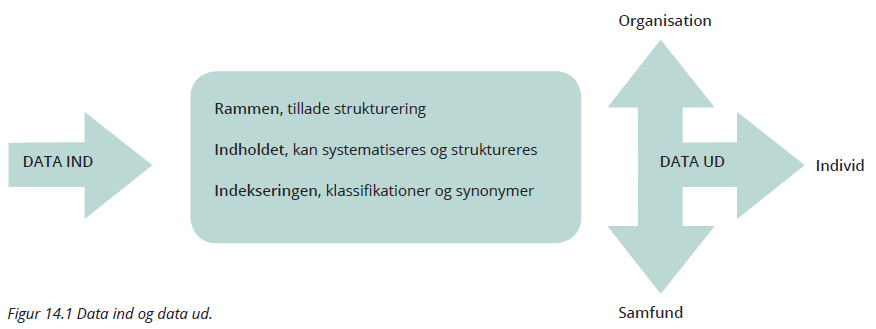 Organisation
Rammen, tillade strukturering
DATA IND
Indholdet, kan systematiseres og struktureres
DATA UD
Individ
Indekseringen, klassifikationer og synonymer
Samfund
Figur 14.1 Data ind og data ud.